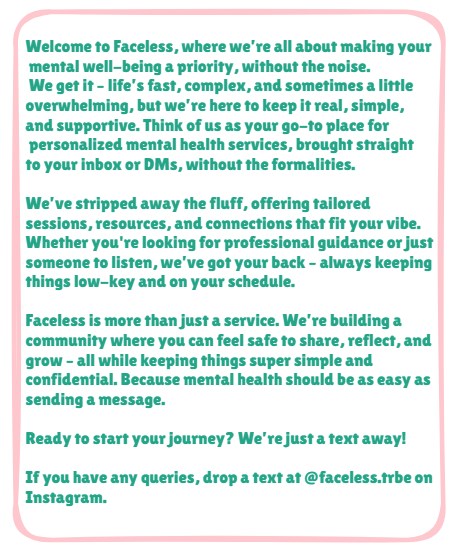 Welcome to Faceless, where we're all about making your
mental well-being a priority, without the noise.
We get it - life's fast, complex, and sometimes a little
overwhelming, but we're here to keep it real, simple,
and supportive. Think of us as your go-to place for
personalized mental health services, brought straight
to your inbox or DMs, without the formalities.
We've stripped away the fluff, offering tailored
sessions, resources, and connections that fit your vibe.
Whether you're looking for professional guidance or just
someone to listen, we've got your back - always keeping
things low-key and on your schedule.
Faceless is more than just a service. We're building a
community where you can feel safe to share, reflect, and
grow - all while keeping things super simple and
confidential. Because mental health should be as easy as
sending a message.
Ready to start your journey? We're just a text away!
If you have any queries, drop a text at @faceless.trbe on
Instagram.